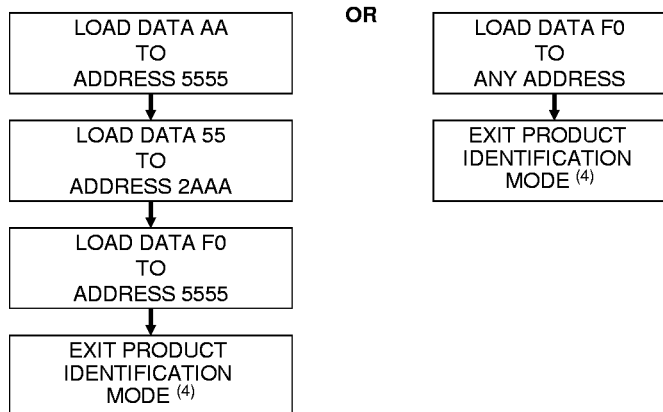 LOAD DATA AA
TO
ADDRESS 5555
LOAD DATA 55
TO
ADDRESS 2AAA
LOAD DATA F0
TO
ADDRESS 5555
EXIT PRODUCT
IDENTIFICATION
MODE (4)
OR
LOAD DATA F0
TO
ANY ADDRESS
EXIT PRODUCT
IDENTIFICATION
MODE (4)